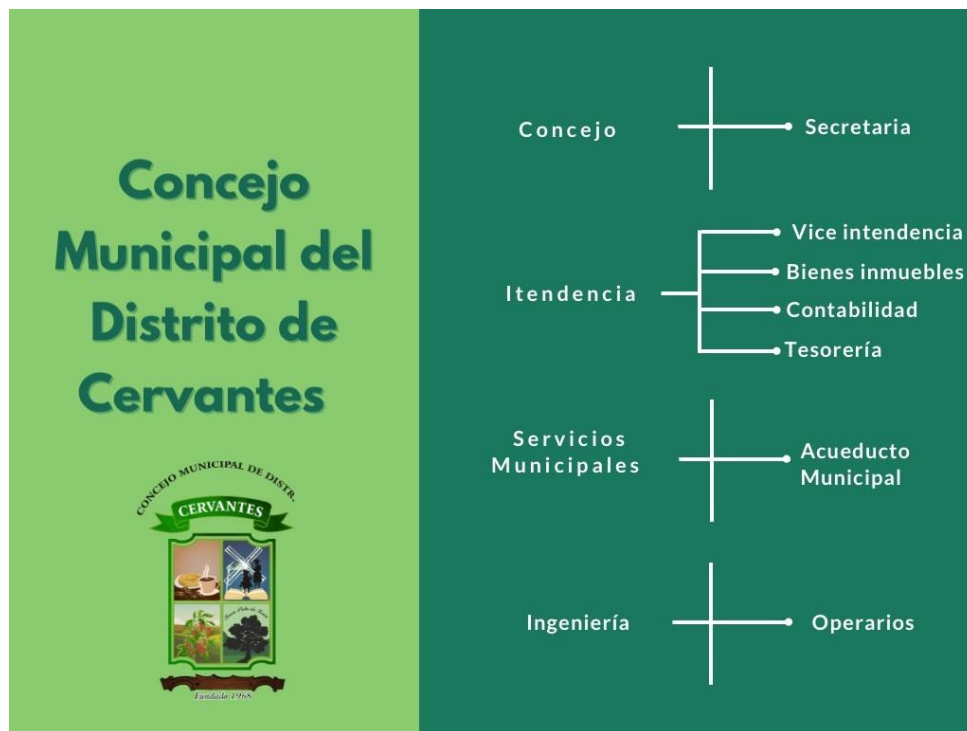 Concejo
Municipal del
Distrito de
Cervantes
CONCEJO MUNICIPAL DE DISTR.
CERVANTES
Fundado 1968
Concejo
Secretaria
Itendencia
Vice intendencia
Bienes inmuebles
Contabilidad
Tesorería
Servicios
Municipales
Acueducto
Municipal
Ingeniería
Operarios